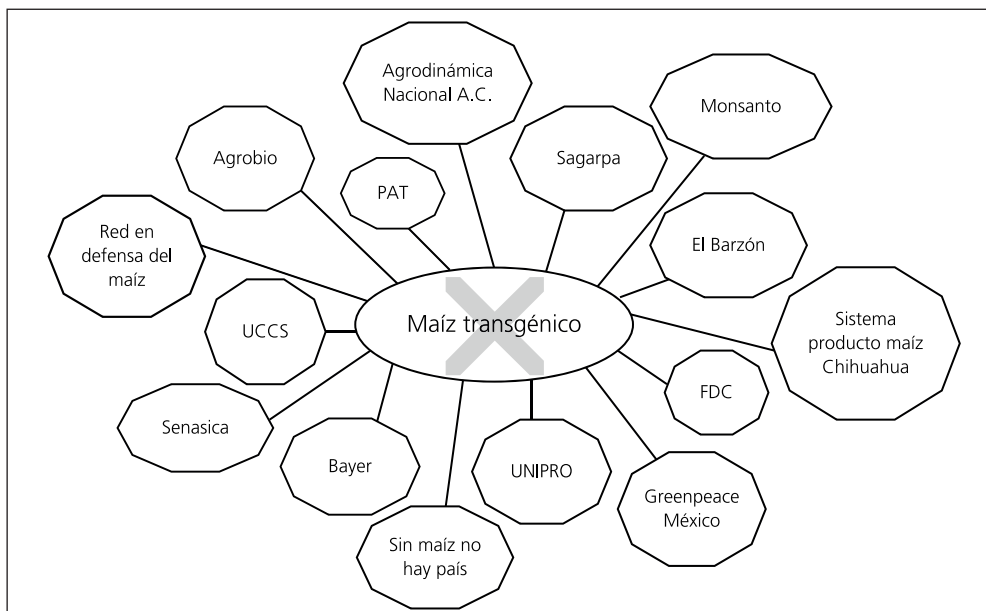 Agrodinámica
Nacional A.C.
Monsanto
Agrobio
Sagarpa
PAT
Red en
defensa del
maíz
El Barzón
UCCS
Maíz transgénico
Sistema
producto maíz
Chihuahua
FDC
Senasica
Bayer
UNIPRO
Greenpeace
México
Sin maíz no
hay país